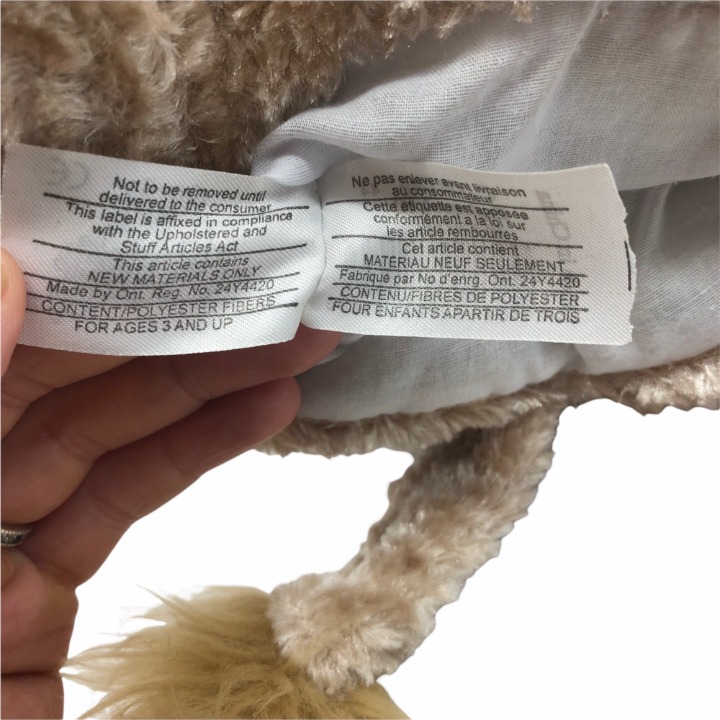 Not to be removed until
delivered to the consumer
This label is affixed in compliance
with the Upholstered and
Stuff Articles Act
This article contains
NEW MATERIALS ONLY
Made by Ont. Reg. No. 24Y4420
CONTENT/POLYESTER FIBERS
FOR AGES 3 AND UP
Ne pas enlever avant livraison
au consommateur
Cette étiquette est apposée
conformément a la loi sur
les article rembourrés
Cet article contient
MATÉRIAU NEUF SEULEMENT
Fabriqué par No d'enrg. Ont. 24Y4420
CONTENU/FIBRES DE POLYESTER
FOUR ENFANTS APARTIR DE TROIS